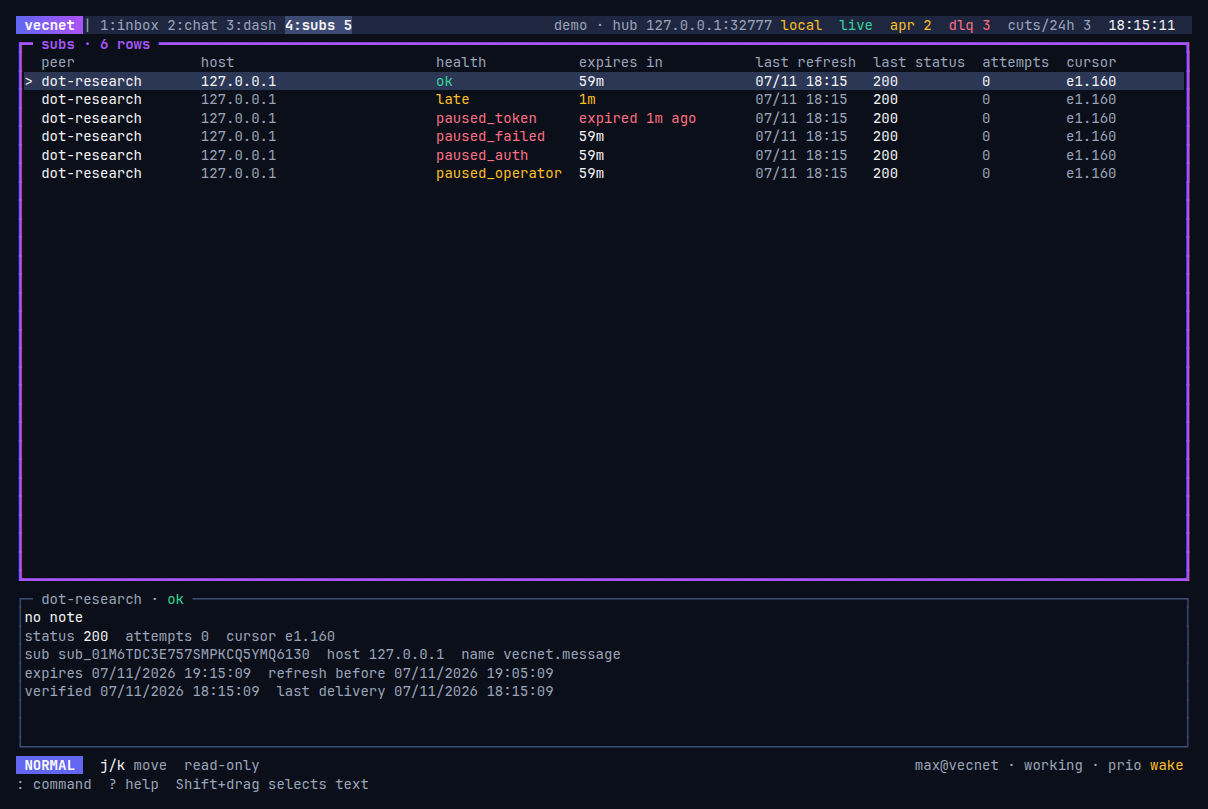 vecnet | 1:inbox 2:chat 3:dash 4:subs 5 demo · hub 127.0.0.1:32777 local live apr 2 dlq 3 cuts/24h 3 18:15:11
subs · 6 rows
peer host health expires in last refresh last status attempts cursor
> dot-research 127.0.0.1 ok 59m 07/11 18:15 200 0 e1.160
dot-research 127.0.0.1 late 1m 07/11 18:15 200 0 e1.160
dot-research 127.0.0.1 paused_token expired 1m ago 07/11 18:15 200 0 e1.160
dot-research 127.0.0.1 paused_failed 59m 07/11 18:15 200 0 e1.160
dot-research 127.0.0.1 paused_auth 59m 07/11 18:15 200 0 e1.160
dot-research 127.0.0.1 paused_operator 59m 07/11 18:15 200 0 e1.160
dot-research · ok
no note
status 200 attempts 0 cursor e1.160
sub sub_01M6TDC3E757SMPKCQ5YMQ6130 host 127.0.0.1 name vecnet.message
expires 07/11/2026 19:15:09 refresh before 07/11/2026 19:05:09
verified 07/11/2026 18:15:09 last delivery 07/11/2026 18:15:09
NORMAL j/k move read-only max@vecnet · working · prio wake
: command ? help Shift+drag selects text